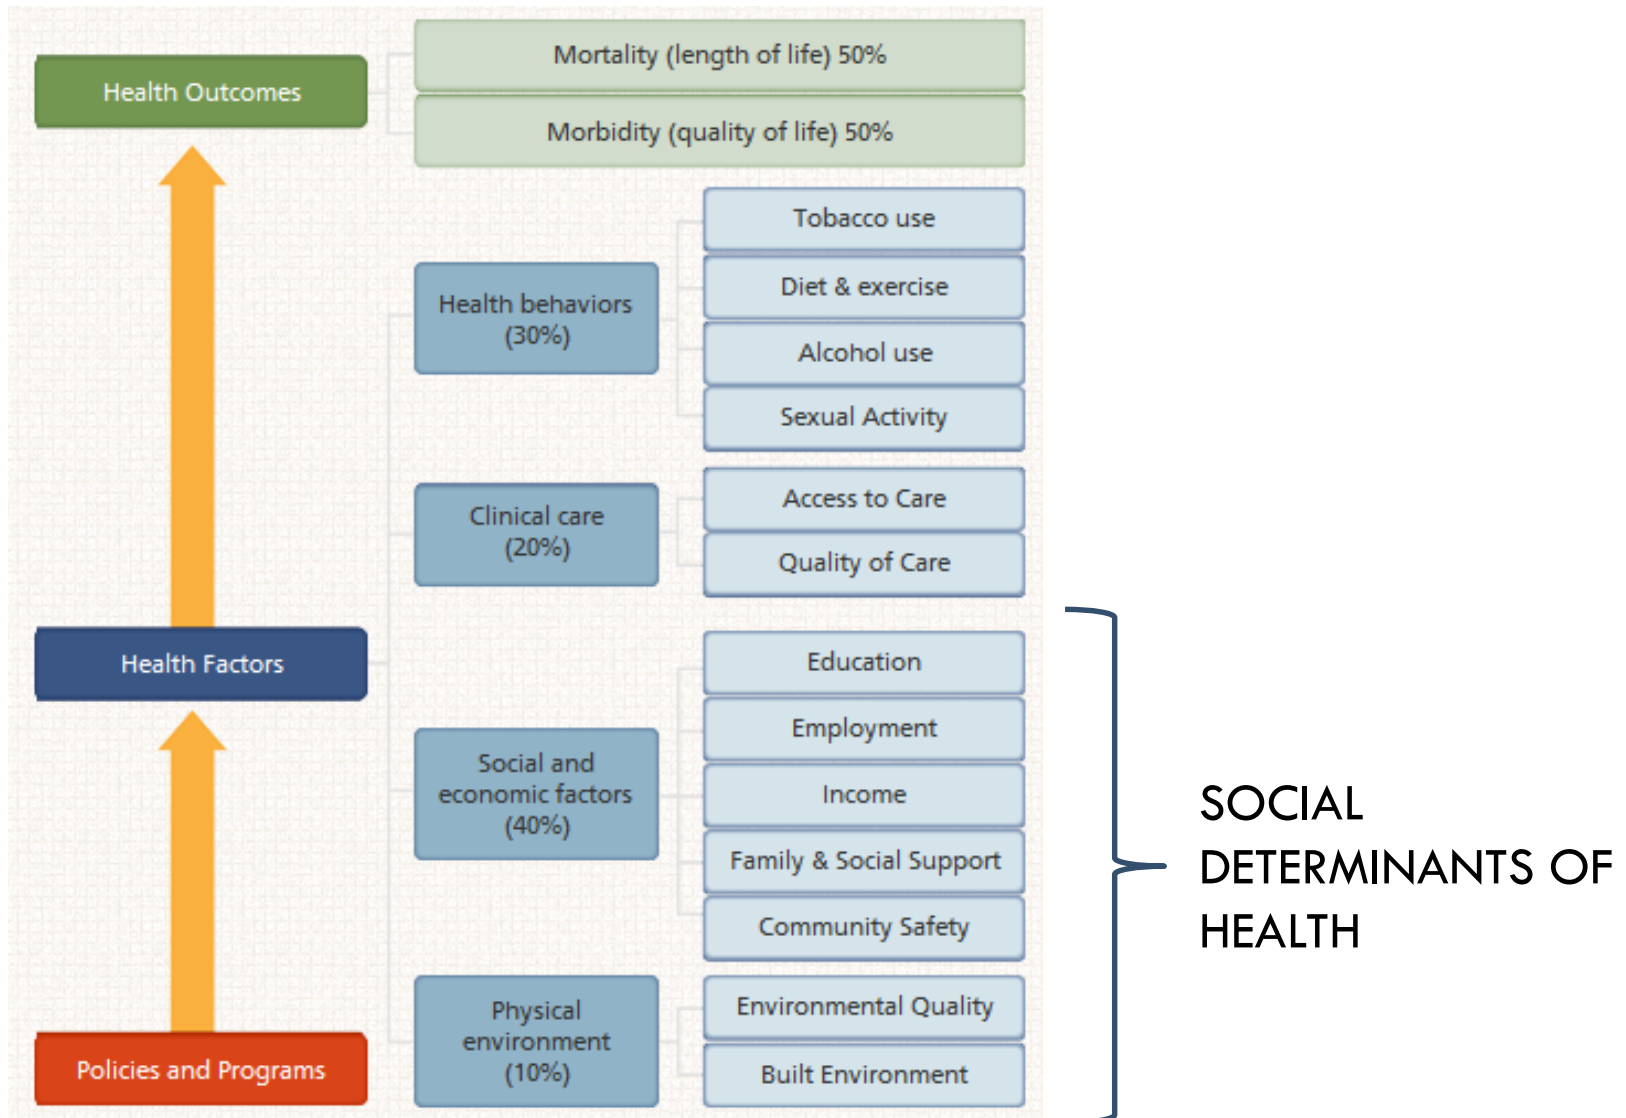 Health Outcomes
Mortality (length of life) 50%
Morbidity (quality of life) 50%
Health Factors
Health behaviors
(30%)
Tobacco use
Diet & exercise
Alcohol use
Sexual Activity
Clinical care
(20%)
Access to Care
Quality of Care
Social and
economic factors
(40%)
Education
Employment
Income
Family & Social Support
Community Safety
Physical
environment
(10%)
Environmental Quality
Built Environment
Policies and Programs
SOCIAL
DETERMINANTS OF
HEALTH